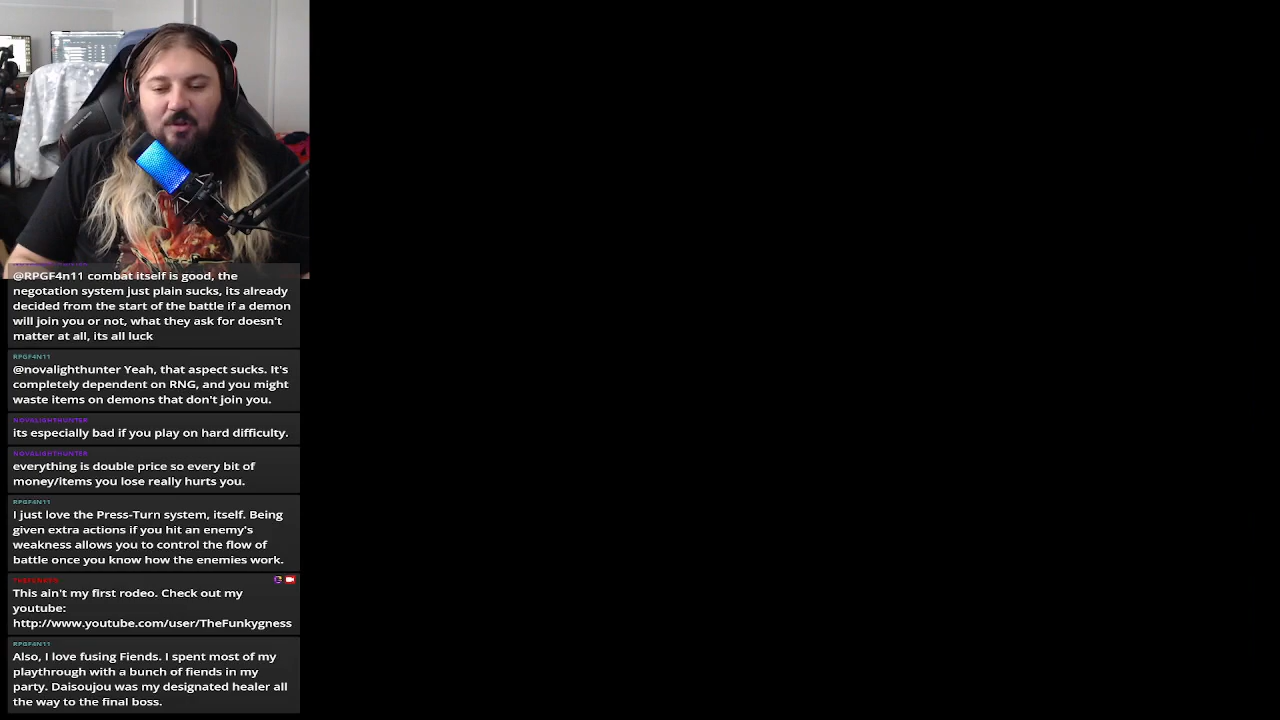 @RPGF4n11 combat itself is good, the
negotation system just plain sucks, its already
decided from the start of the battle if a demon
will join you or not, what they ask for doesn't
matter at all, its all luck
RPGF4N11
@novalighthunter Yeah, that aspect sucks. It's
completely dependent on RNG, and you might
waste items on demons that don't join you.
NOVALIGHTHUNTER
its especially bad if you play on hard difficulty.
NOVALIGHTHUNTER
everything is double price so every bit of
money/items you lose really hurts you.
RPGF4N11
I just love the Press-Turn system, itself. Being
given extra actions if you hit an enemy's
weakness allows you to control the flow of
battle once you know how the enemies work.
This ain't my first rodeo. Check out my
youtube:
http://www.youtube.com/user/TheFunkygness
RPGF4N11
Also, I love fusing Fiends. I spent most of my
playthrough with a bunch of fiends in my
party. Daisoujou was my designated healer all
the way to the final boss.